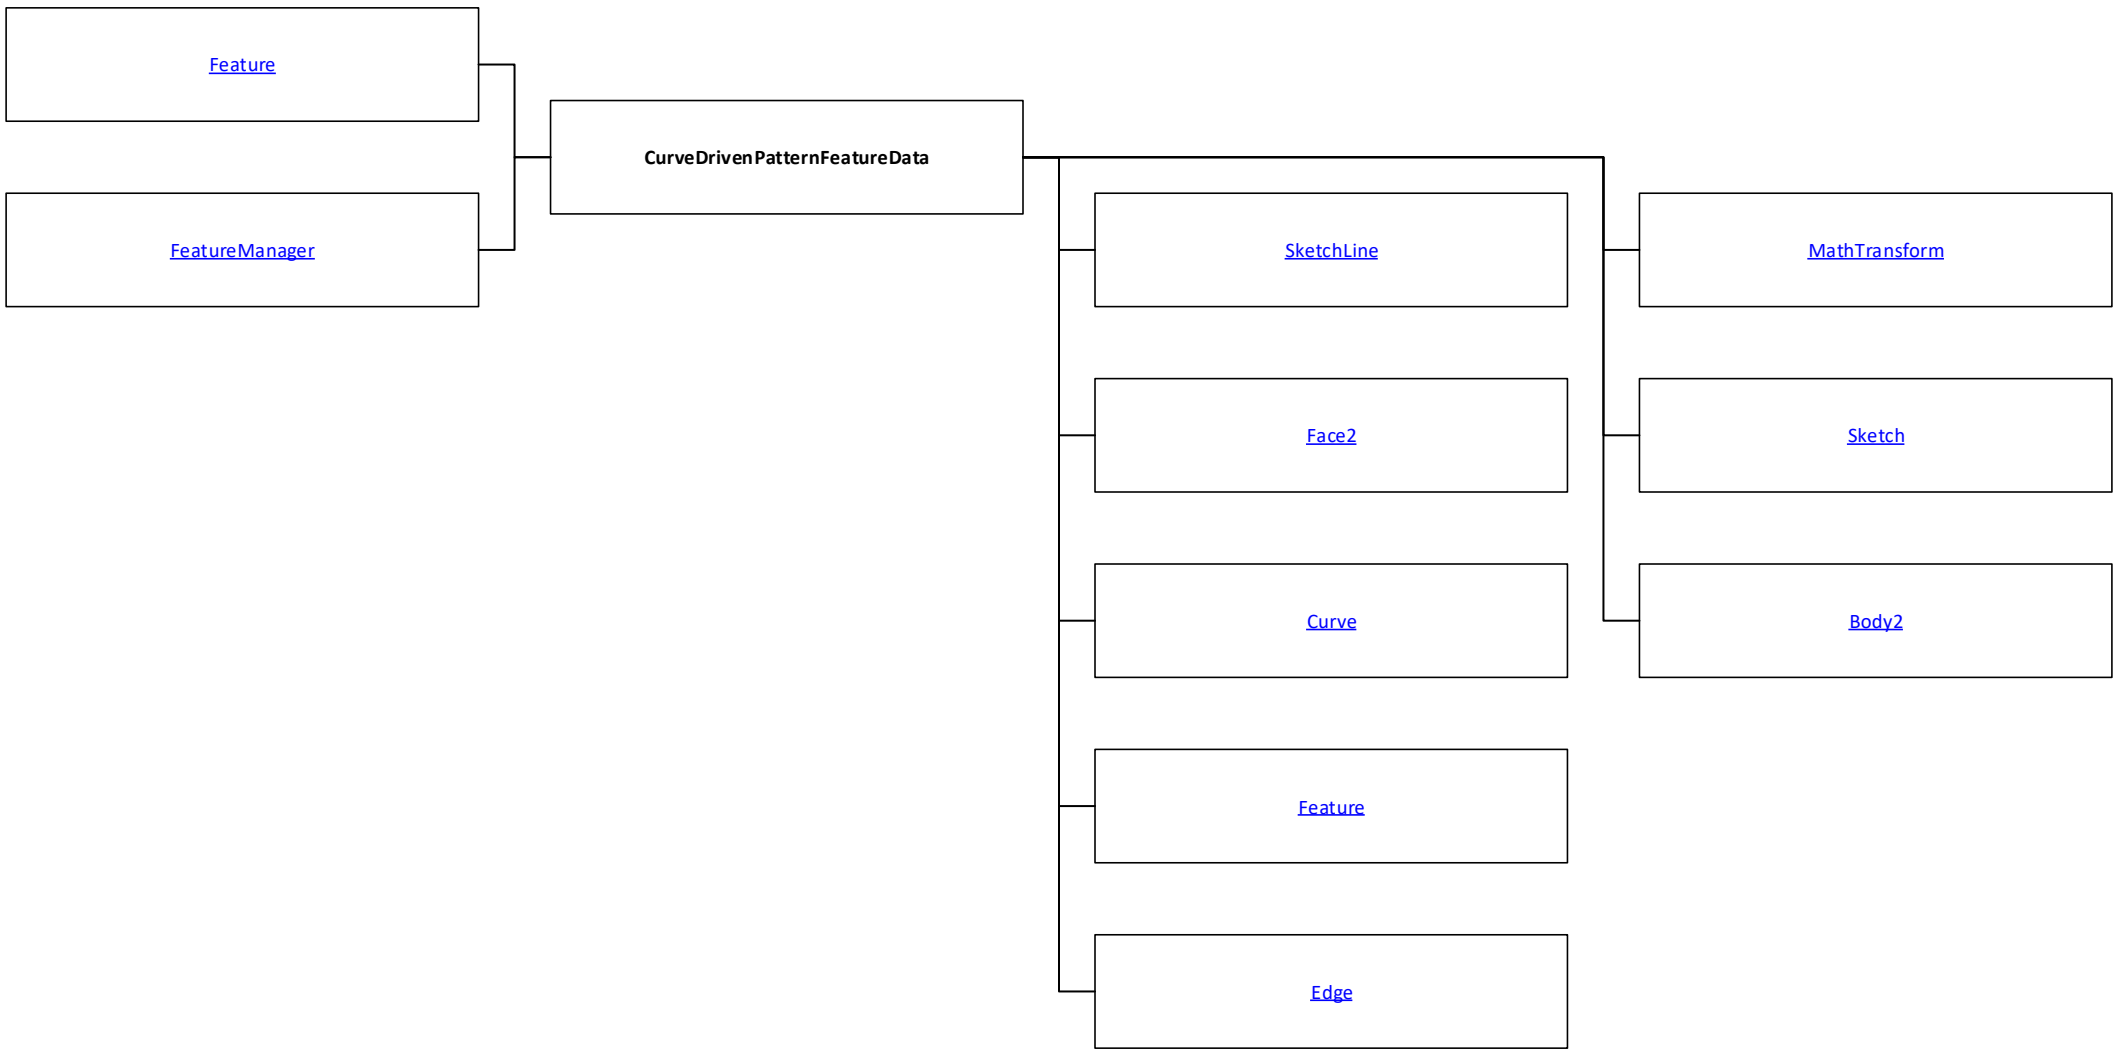 Feature
CurveDrivenPatternFeatureData
FeatureManager
SketchLine
MathTransform
Face2
Sketch
Curve
Body2
Feature
Edge